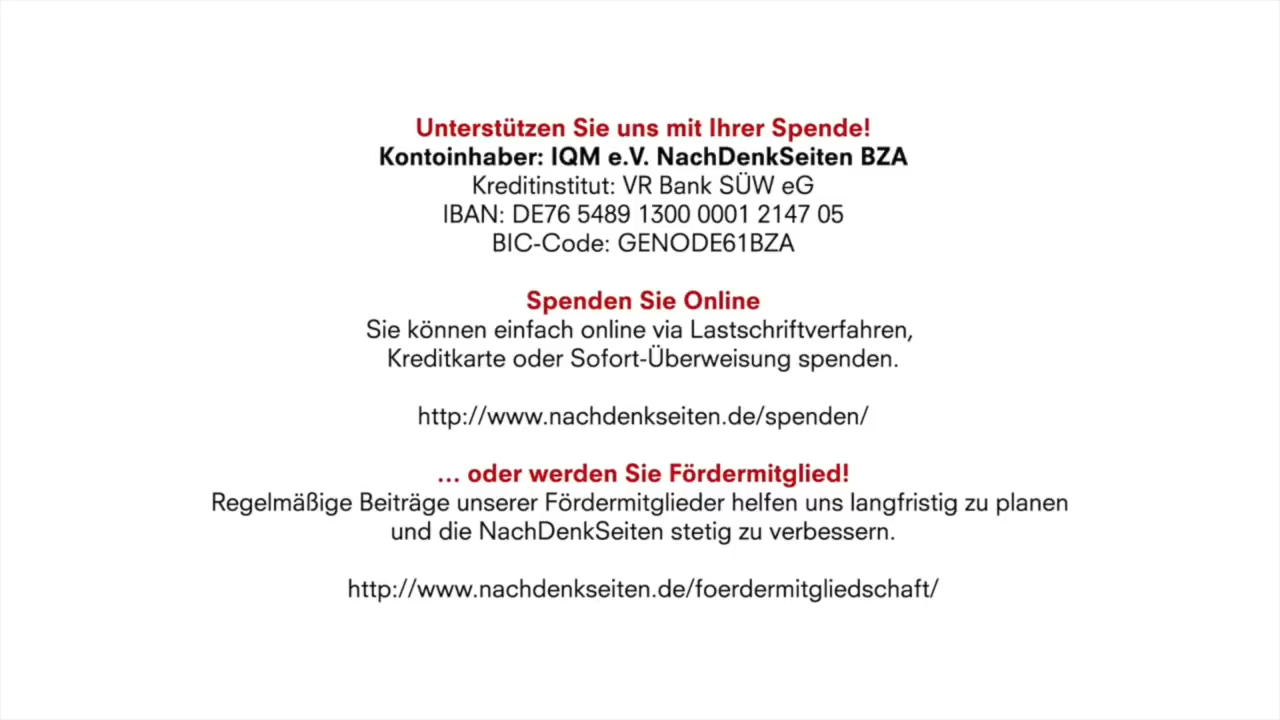 Unterstützen Sie uns mit Ihrer Spende!
Kontoinhaber: IQM e.V. NachDenkSeiten BZA
Kreditinstitut: VR Bank SÜW eG
IBAN: DE76 5489 1300 0001 2147 05
BIC-Code: GENODE61BZA
Spenden Sie Online
Sie können einfach online via Lastschriftverfahren,
Kreditkarte oder Sofort-Überweisung spenden.
http://www.nachdenkseiten.de/spenden/
... oder werden Sie Fördermitglied!
Regelmäßige Beiträge unserer Fördermitglieder helfen uns langfristig zu planen
und die NachDenkSeiten stetig zu verbessern.
http://www.nachdenkseiten.de/foerdermitgliedschaft/